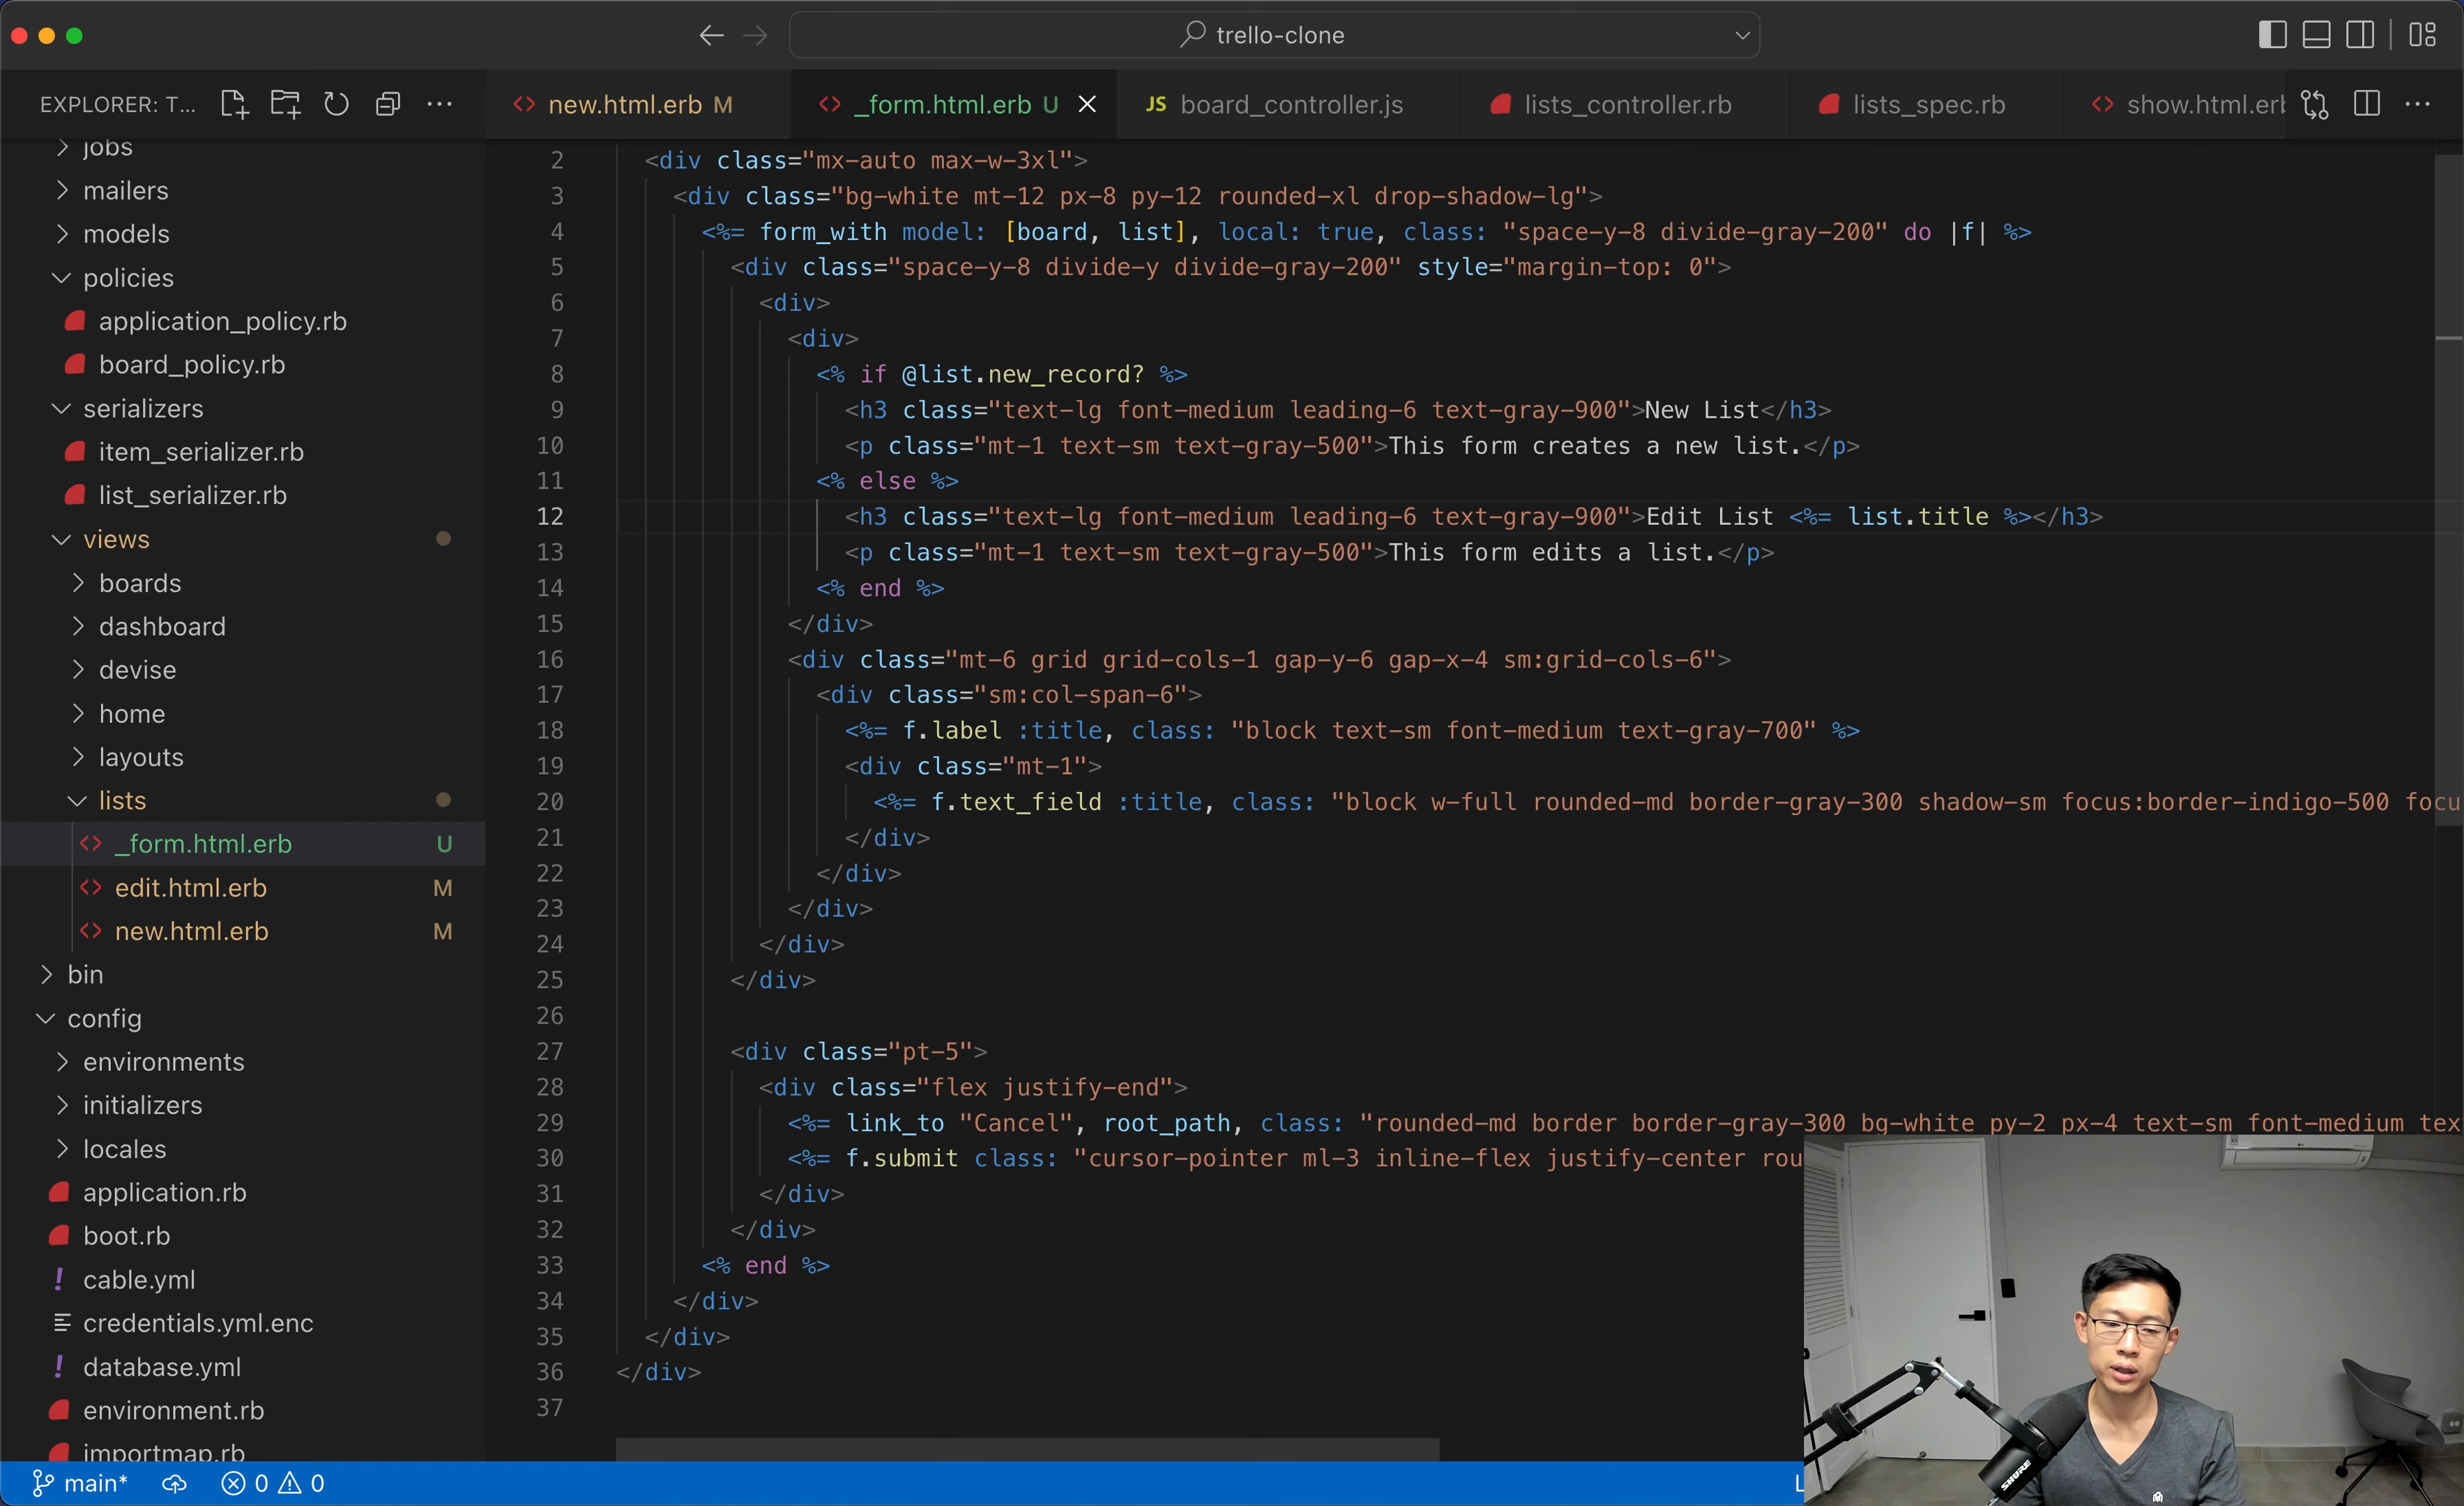 trello-clone
EXPLORER: T...
new.html.erb M
_form.html.erb U
JS board_controller.js
lists_controller.rb
lists_spec.rb
show.html.erb
jobs
mailers
models
policies
application_policy.rb
board_policy.rb
serializers
item_serializer.rb
list_serializer.rb
views
boards
dashboard
devise
home
layouts
lists
_form.html.erb U
edit.html.erb M
new.html.erb M
bin
config
environments
initializers
locales
application.rb
boot.rb
! cable.yml
credentials.yml.enc
! database.yml
environment.rb
importmap.rb
2 <div class="mx-auto max-w-3xl">
3 <div class="bg-white mt-12 px-8 py-12 rounded-xl drop-shadow-lg">
4 <%= form_with model: [board, list], local: true, class: "space-y-8 divide-gray-200" do |f| %>
5 <div class="space-y-8 divide-y divide-gray-200" style="margin-top: 0">
6 <div>
7 <div>
8 <% if @list.new_record? %>
9 <h3 class="text-lg font-medium leading-6 text-gray-900">New List</h3>
10 <p class="mt-1 text-sm text-gray-500">This form creates a new list.</p>
11 <% else %>
12 <h3 class="text-lg font-medium leading-6 text-gray-900">Edit List <%= list.title %></h3>
13 <p class="mt-1 text-sm text-gray-500">This form edits a list.</p>
14 <% end %>
15 </div>
16 <div class="mt-6 grid grid-cols-1 gap-y-6 gap-x-4 sm:grid-cols-6">
17 <div class="sm:col-span-6">
18 <%= f.label :title, class: "block text-sm font-medium text-gray-700" %>
19 <div class="mt-1">
20 <%= f.text_field :title, class: "block w-full rounded-md border-gray-300 shadow-sm focus:border-indigo-500 focu
21 </div>
22 </div>
23 </div>
24 </div>
25 </div>
26
27 <div class="pt-5">
28 <div class="flex justify-end">
29 <%= link_to "Cancel", root_path, class: "rounded-md border border-gray-300 bg-white py-2 px-4 text-sm font-medium tex
30 <%= f.submit class: "cursor-pointer ml-3 inline-flex justify-center rou
31 </div>
32 </div>
33 <% end %>
34 </div>
35 </div>
36 </div>
37
main* 0 0
L
SHURE